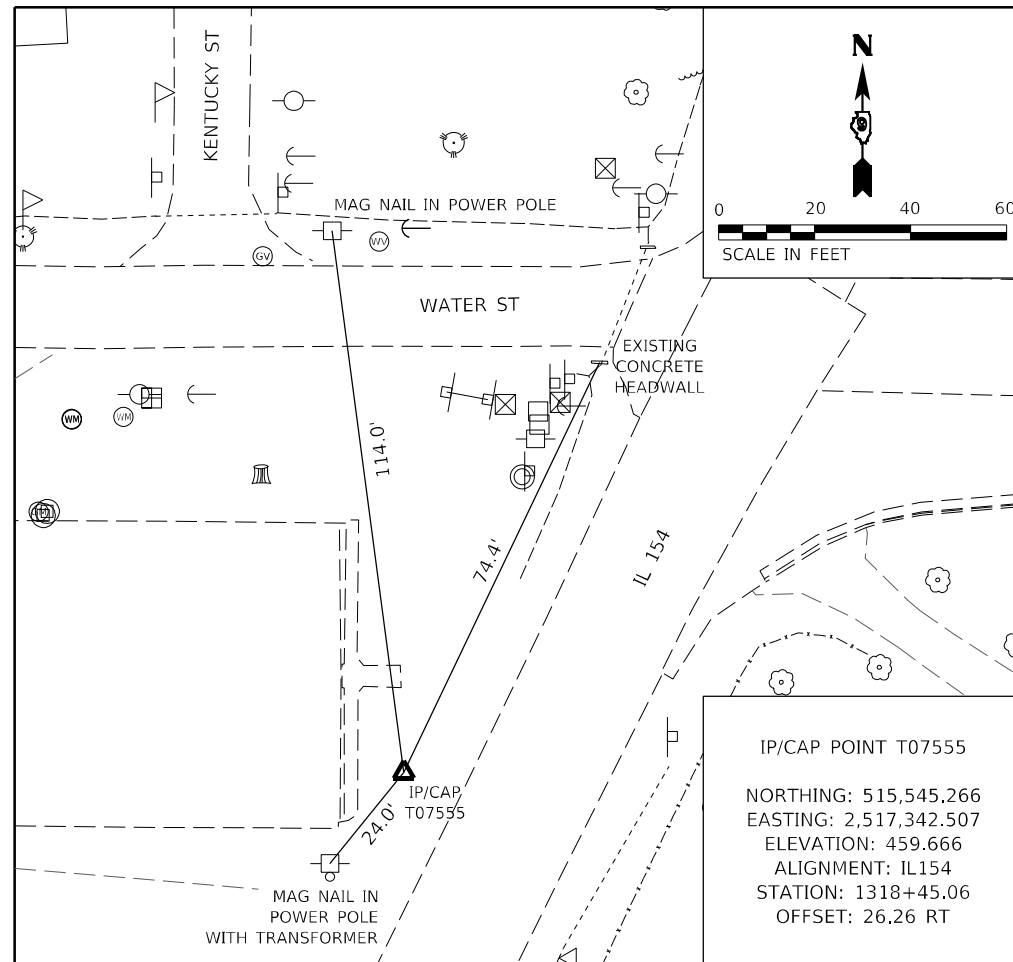 KENTUCKY ST
N
0 20 40 60
SCALE IN FEET
MAG NAIL IN POWER POLE
GV
WV
WATER ST
EXISTING
CONCRETE
HEADWALL
WM
WM
114.0'
74.4'
IL 154
IP/CAP
T07555
24.0'
MAG NAIL IN
POWER POLE
WITH TRANSFORMER
IP/CAP POINT T07555
NORTHING: 515,545.266
EASTING: 2,517,342.507
ELEVATION: 459.666
ALIGNMENT: IL154
STATION: 1318+45.06
OFFSET: 26.26 RT